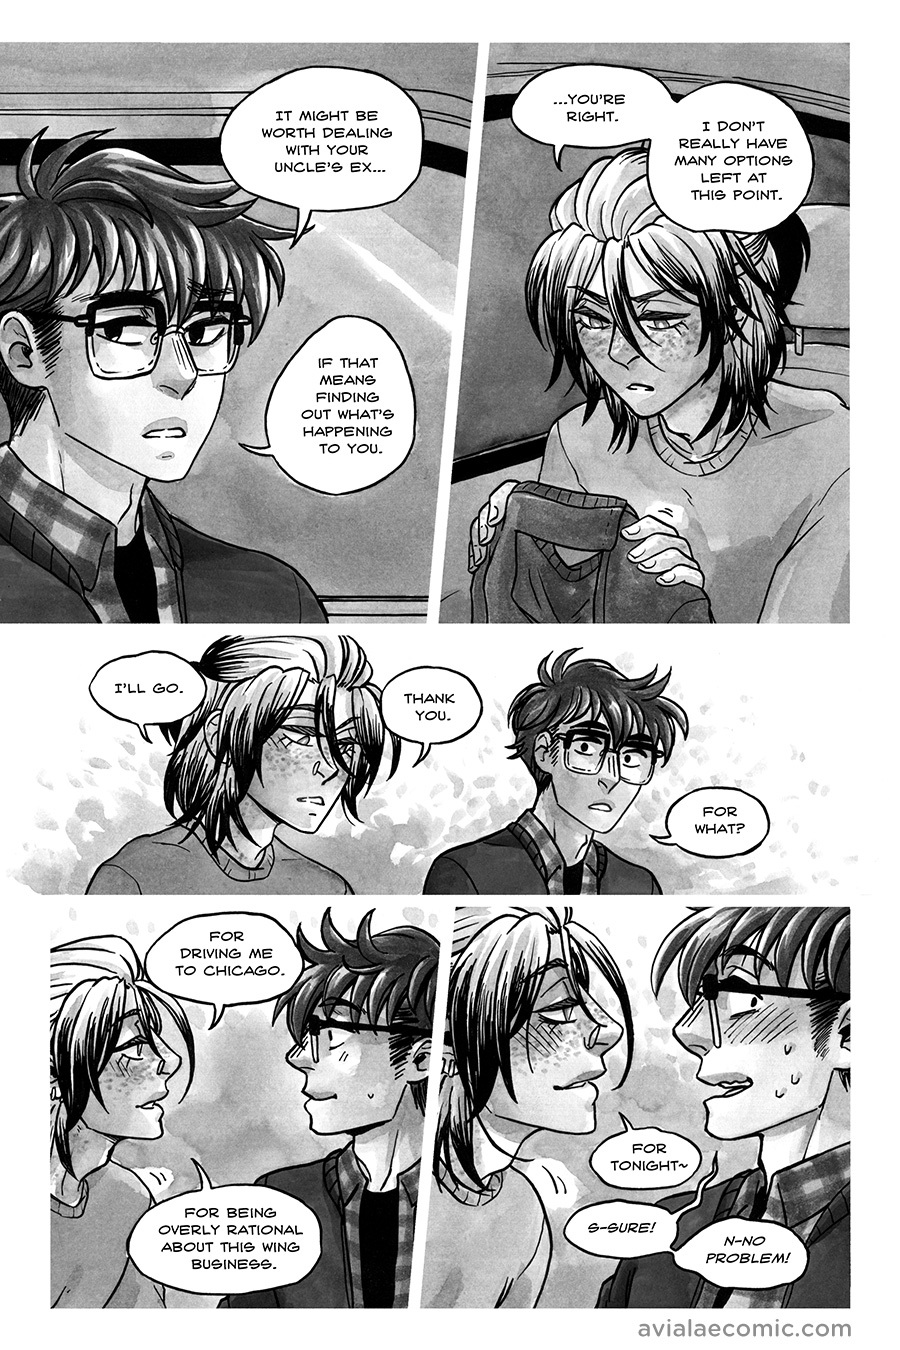 IT MIGHT BE
WORTH DEALING
WITH YOUR
UNCLE'S EX...
IF THAT
MEANS
FINDING
OUT WHAT'S
HAPPENING
TO YOU.
...YOU'RE
RIGHT.
I DON'T
REALLY HAVE
MANY OPTIONS
LEFT AT
THIS POINT.
I'LL GO.
THANK
YOU.
FOR
WHAT?
FOR
DRIVING ME
TO CHICAGO.
FOR BEING
OVERLY RATIONAL
ABOUT THIS WING
BUSINESS.
FOR
TONIGHT~
S-SURE!
N-NO
PROBLEM!
avialaecomic.com